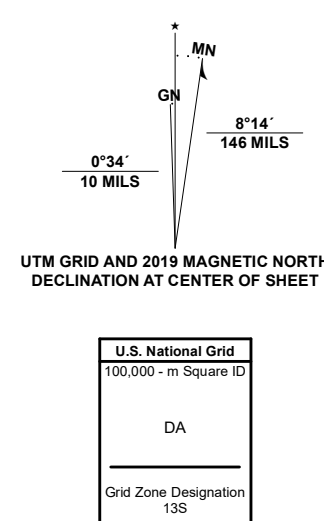 ★
MN
GN
8°14´
146 MILS
0°34´
10 MILS
UTM GRID AND 2019 MAGNETIC NORTH
DECLINATION AT CENTER OF SHEET
U.S. National Grid
100,000 - m Square ID
DA
Grid Zone Designation
13S